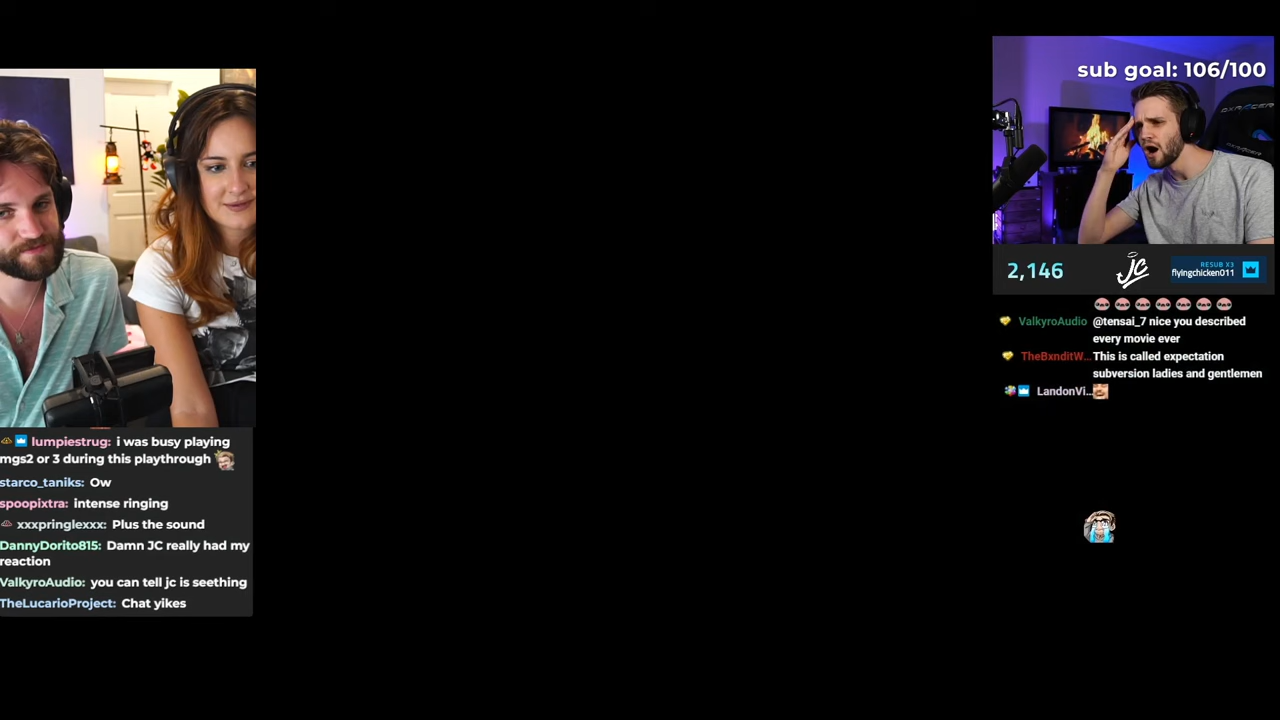 lumpiestrug: i was busy playing
mgs2 or 3 during this playthrough
starco_taniks: Ow
spoopixtra: intense ringing
xxxpringlexxx: Plus the sound
DannyDorito815: Damn JC really had my
reaction
ValkyroAudio: you can tell jc is seething
TheLucarioProject: Chat yikes
sub goal: 106/100
2,146
jc
RESUB X3
flyingchicken011
ValkyroAudio @tensai_7 nice you described
every movie ever
TheBxnditW... This is called expectation
subversion ladies and gentlemen
LandonVi...